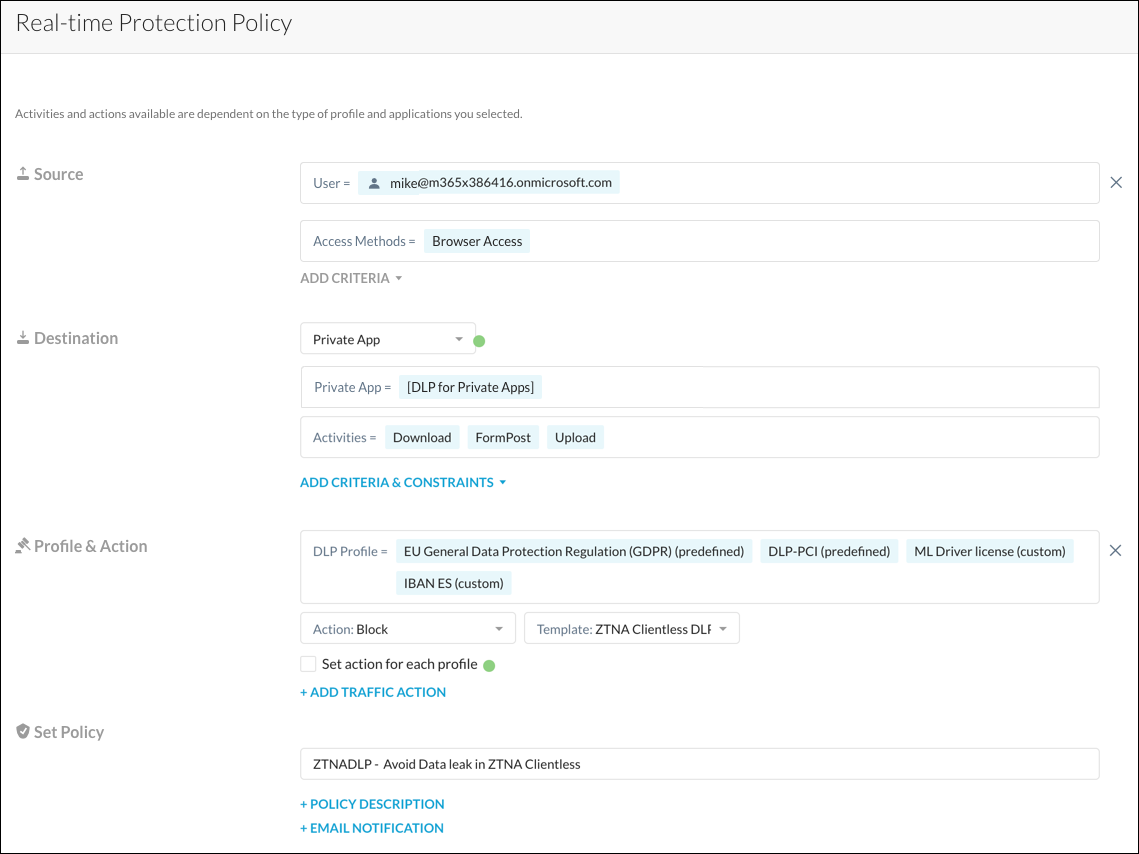 Real-time Protection Policy
Activities and actions available are dependent on the type of profile and applications you selected.
Source
User = mike@m365x386416.onmicrosoft.com
Access Methods = Browser Access
ADD CRITERIA
Destination
Private App
Private App = [DLP for Private Apps]
Activities = Download FormPost Upload
ADD CRITERIA & CONSTRAINTS
Profile & Action
DLP Profile = EU General Data Protection Regulation (GDPR) (predefined) DLP-PCI (predefined) ML Driver license (custom)
IBAN ES (custom)
Action: Block Template: ZTNA Clientless DLP
Set action for each profile
+ ADD TRAFFIC ACTION
Set Policy
ZTNADLP - Avoid Data leak in ZTNA Clientless
+ POLICY DESCRIPTION
+ EMAIL NOTIFICATION